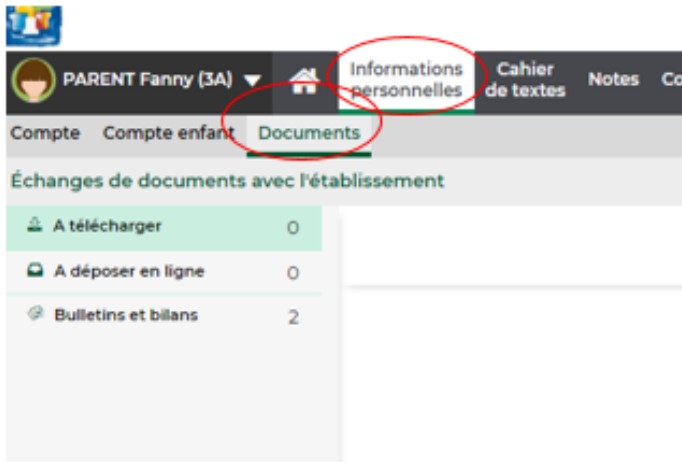 PARENT Fanny (3A)
Informations
personnelles
Cahier
de textes
Notes
Co
Compte Compte enfant Documents
Échanges de documents avec l'établissement
A télécharger 0
A déposer en ligne 0
Bulletins et bilans 2